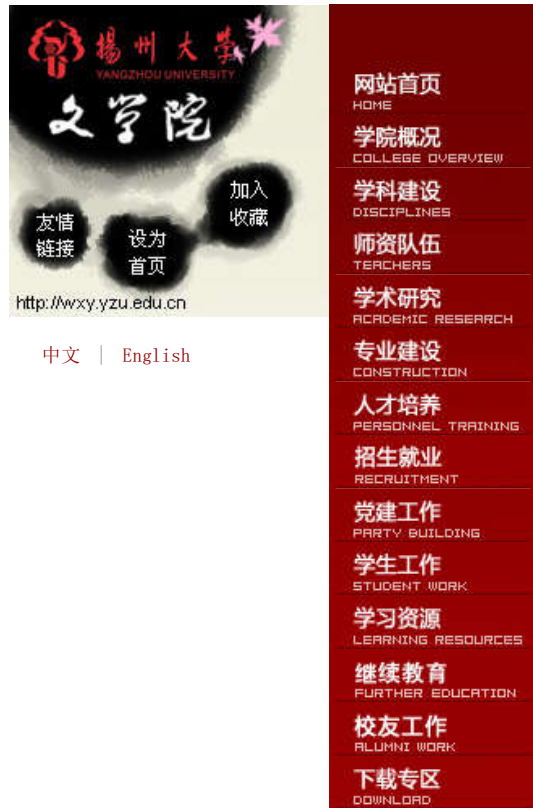 揚州大學
YANGZHOU UNIVERSITY
文学院
加入
收藏
友情
链接
设为
首页
http://wxy.yzu.edu.cn
中文 | English
网站首页
HOME
学院概况
COLLEGE OVERVIEW
学科建设
DISCIPLINES
师资队伍
TEACHERS
学术研究
ACADEMIC RESEARCH
专业建设
CONSTRUCTION
人才培养
PERSONNEL TRAINING
招生就业
RECRUITMENT
党建工作
PARTY BUILDING
学生工作
STUDENT WORK
学习资源
LEARNING RESOURCES
继续教育
FURTHER EDUCATION
校友工作
ALUMNI WORK
下载专区
DOWNLOAD